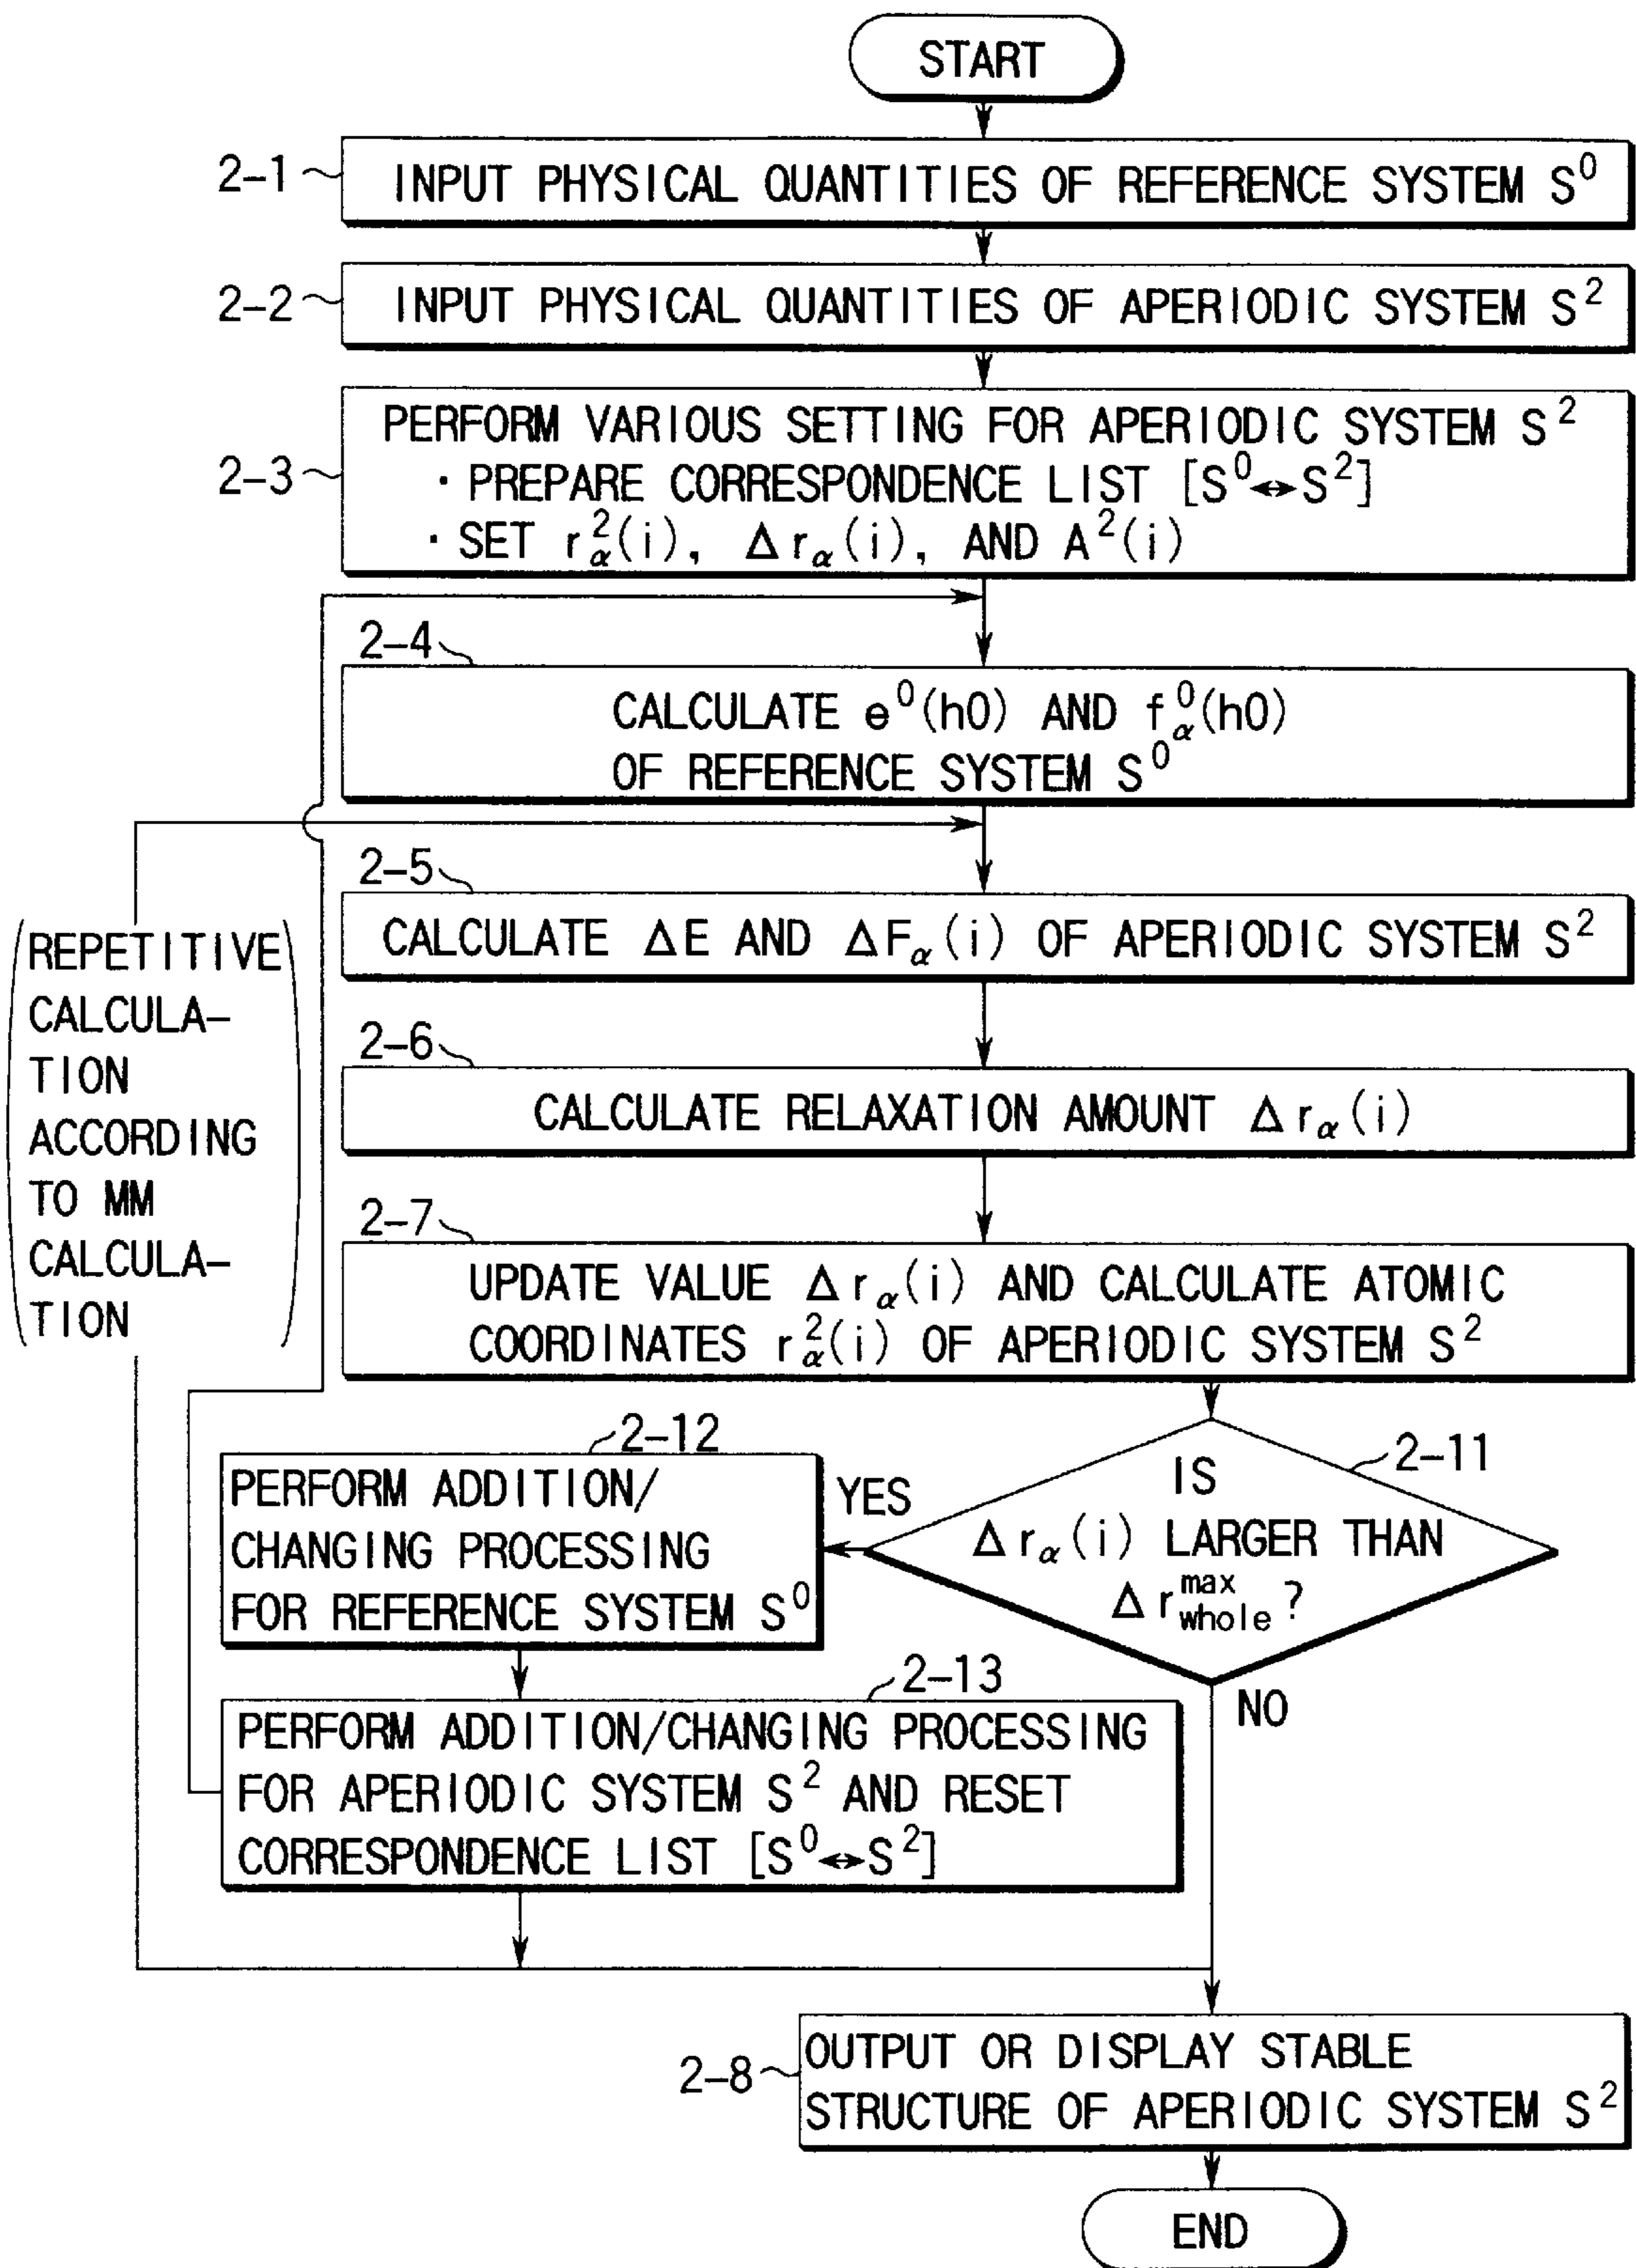 START
2-1
INPUT PHYSICAL QUANTITIES OF REFERENCE SYSTEM S⁰
2-2
INPUT PHYSICAL QUANTITIES OF APERIODIC SYSTEM S²
2-3
PERFORM VARIOUS SETTING FOR APERIODIC SYSTEM S²
・PREPARE CORRESPONDENCE LIST [S⁰↔S²]
・SET r²α(i), Δrα(i), AND A²(i)
2-4
CALCULATE e⁰(h0) AND f⁰α(h0)
OF REFERENCE SYSTEM S⁰
2-5
CALCULATE ΔE AND ΔFα(i) OF APERIODIC SYSTEM S²
(REPETITIVE
CALCULA-
TION
ACCORDING
TO MM
CALCULA-
TION)
2-6
CALCULATE RELAXATION AMOUNT Δrα(i)
2-7
UPDATE VALUE Δrα(i) AND CALCULATE ATOMIC
COORDINATES r²α(i) OF APERIODIC SYSTEM S²
2-11
IS
Δrα(i) LARGER THAN
Δr max whole ?
YES
2-12
PERFORM ADDITION/
CHANGING PROCESSING
FOR REFERENCE SYSTEM S⁰
2-13
PERFORM ADDITION/CHANGING PROCESSING
FOR APERIODIC SYSTEM S² AND RESET
CORRESPONDENCE LIST [S⁰↔S²]
NO
2-8
OUTPUT OR DISPLAY STABLE
STRUCTURE OF APERIODIC SYSTEM S²
END